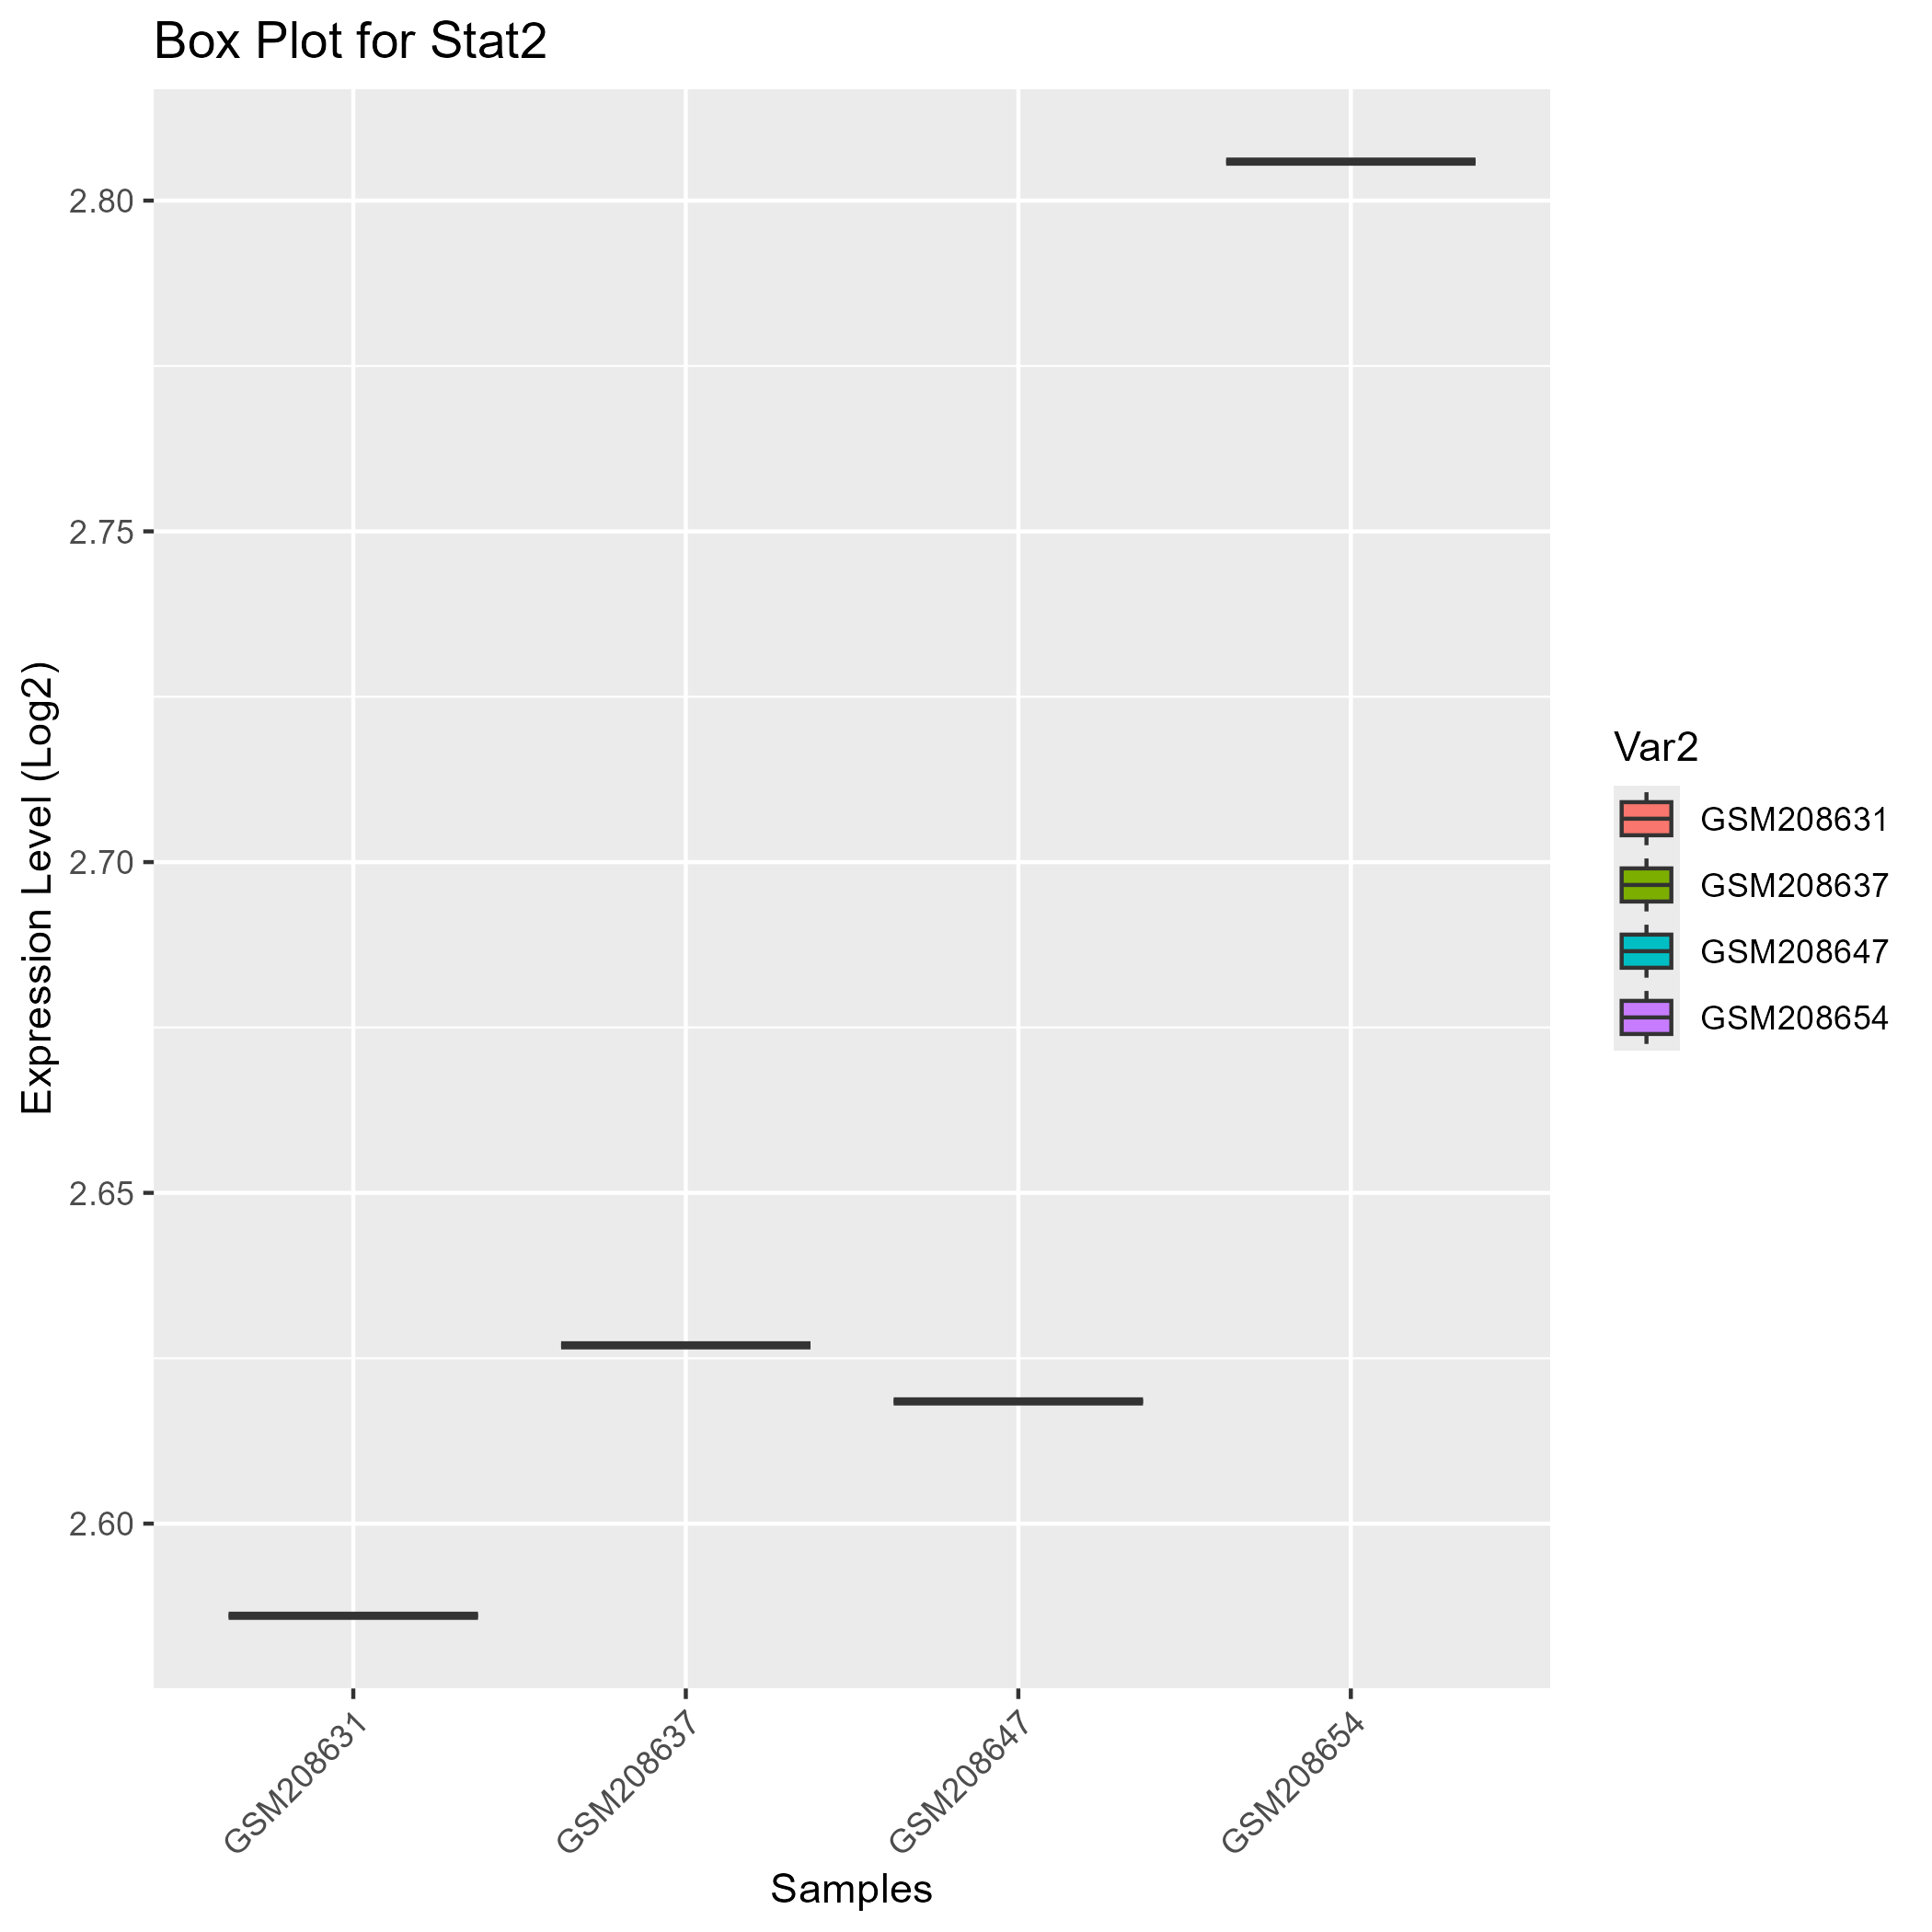 Box Plot for Stat2
Expression Level (Log2)
2.80
2.75
2.70
2.65
2.60
GSM208631
GSM208637
GSM208647
GSM208654
Samples
Var2
GSM208631
GSM208637
GSM208647
GSM208654